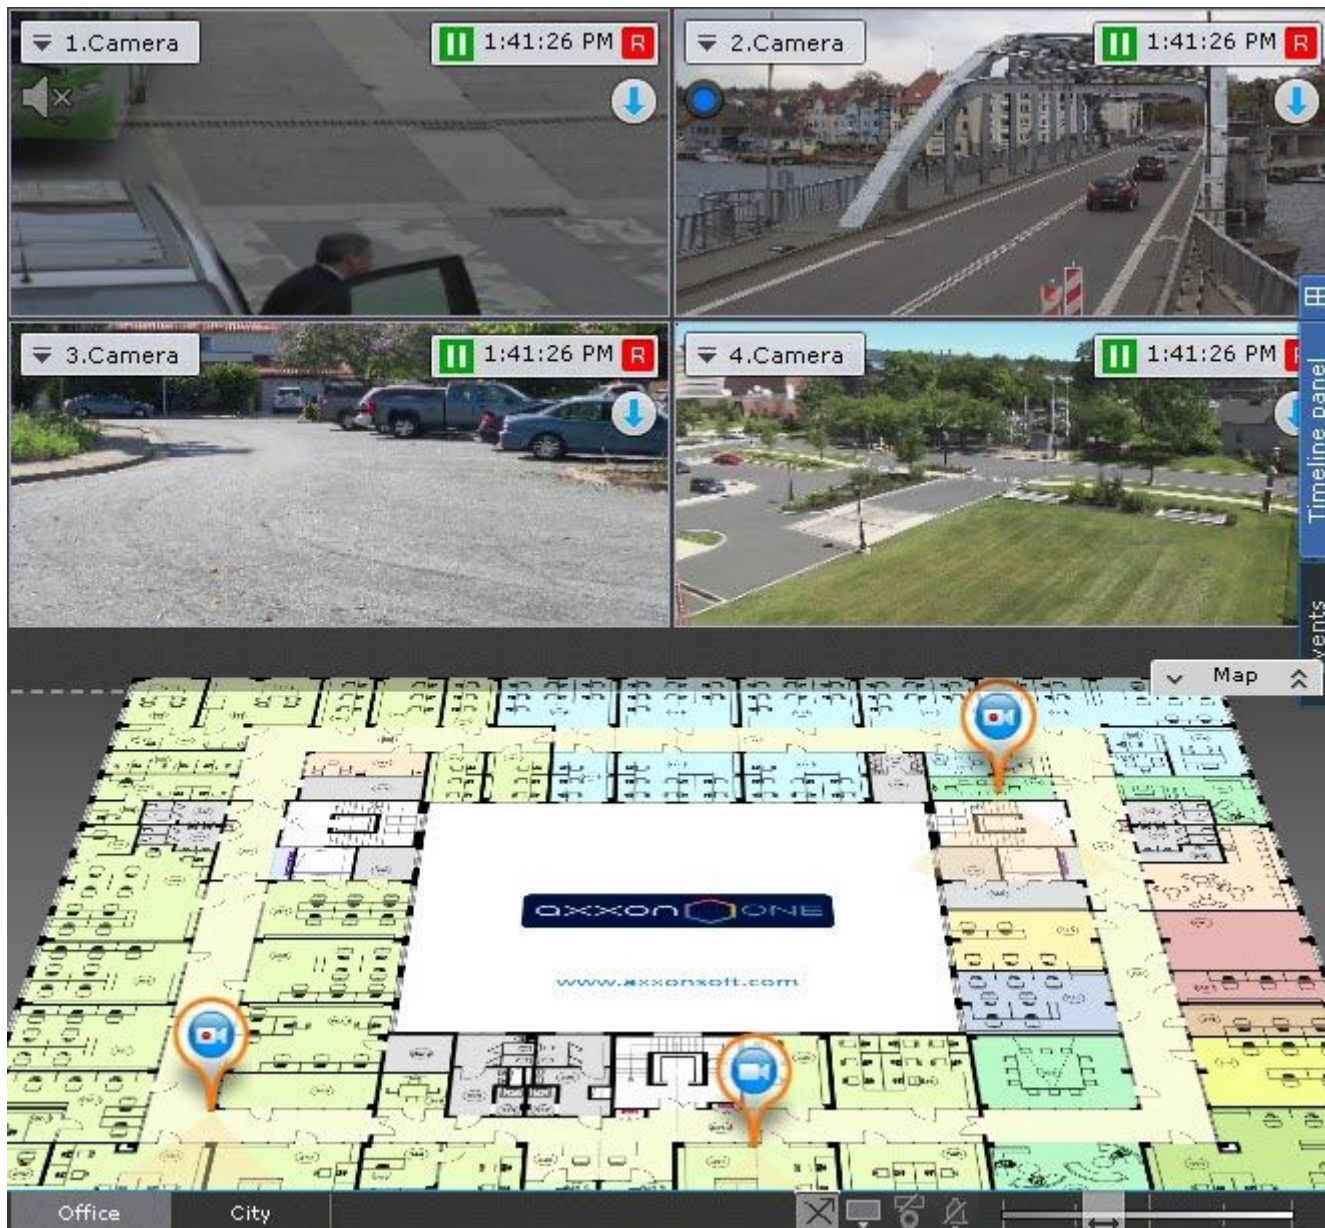 1.Camera
1:41:26 PM R
2.Camera
1:41:26 PM R
3.Camera
1:41:26 PM R
4.Camera
1:41:26 PM
Timeline panel
Map
axxon ONE
www.axxonsoft.com
Office
City